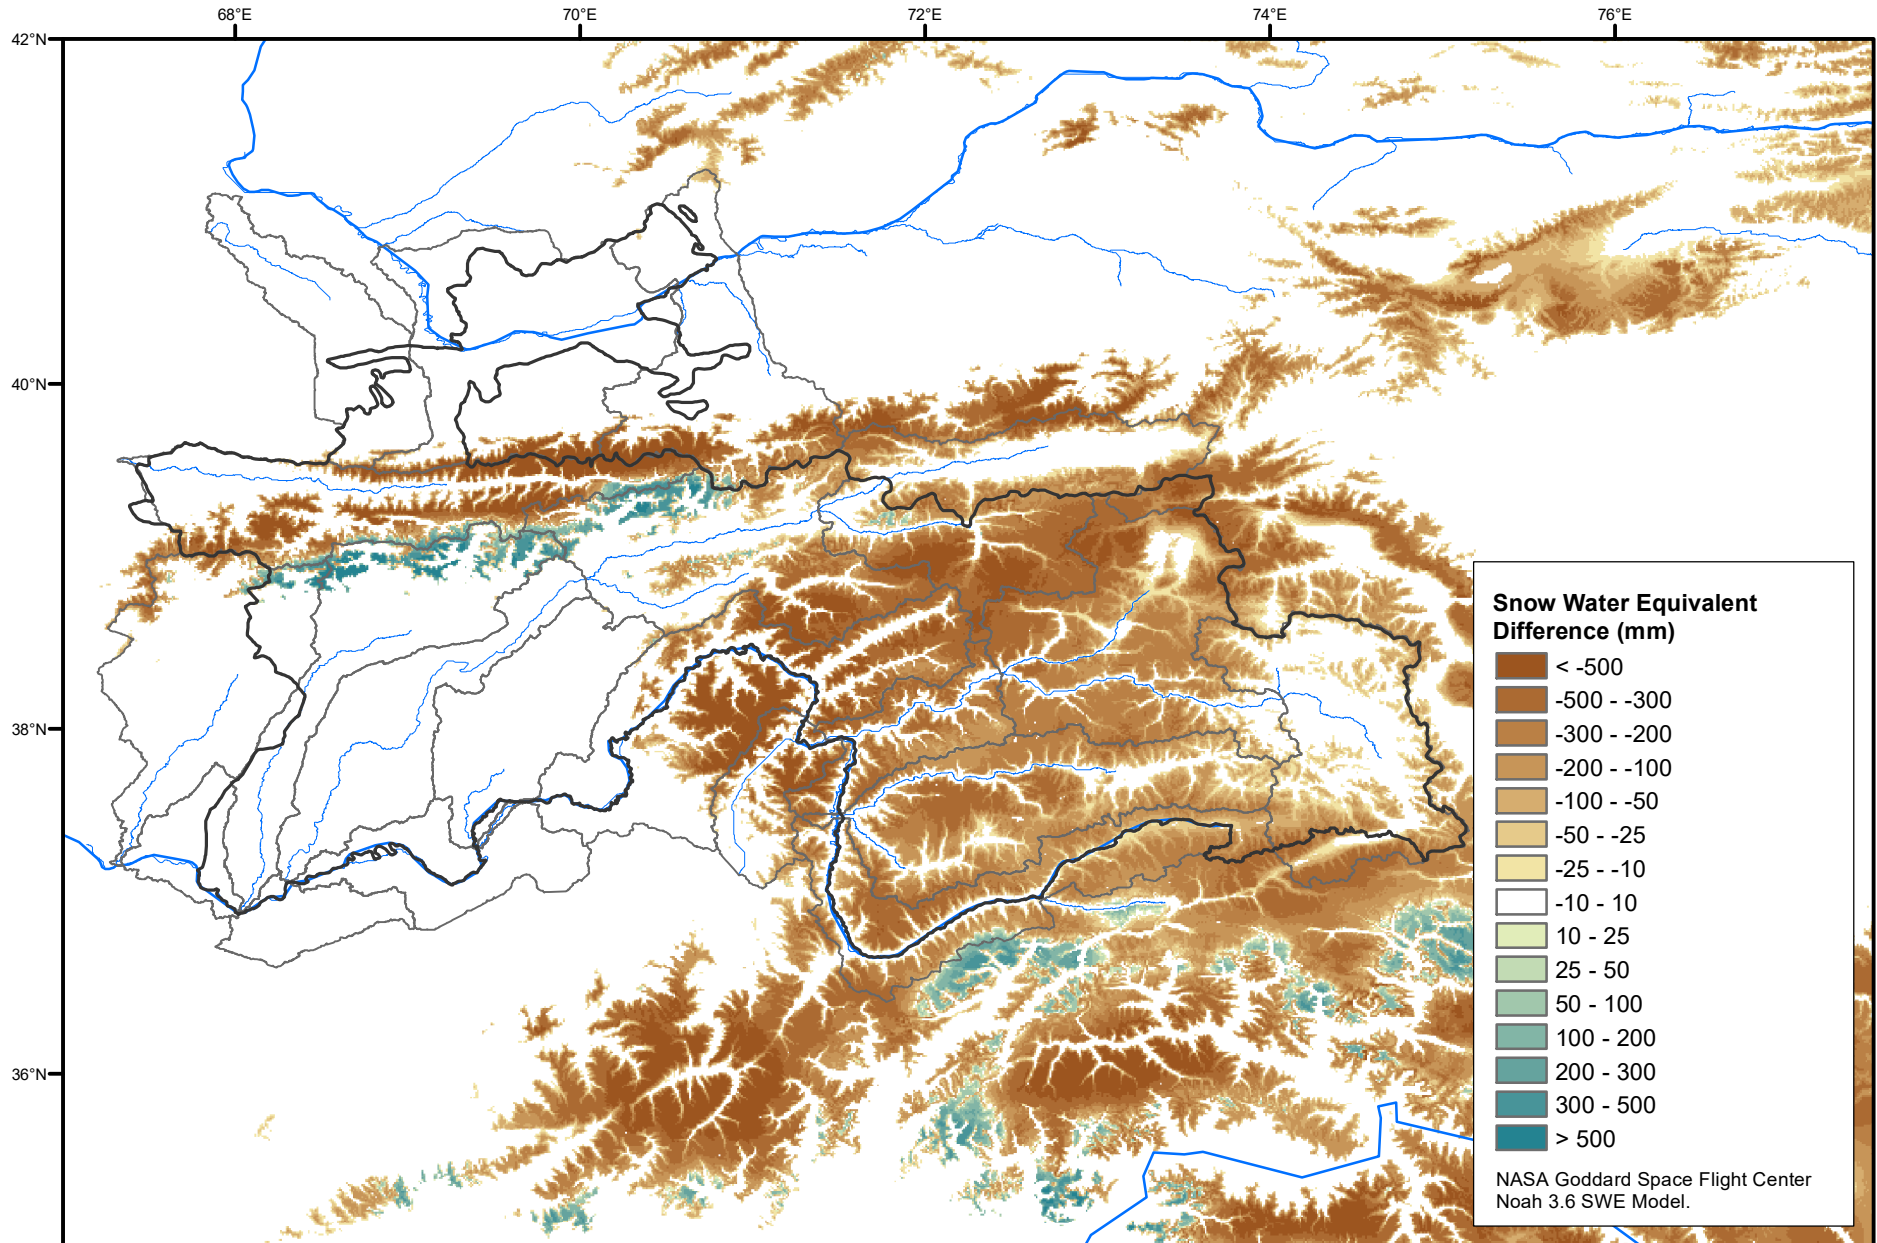 68°E
70°E
72°E
74°E
76°E
42°N
40°N
38°N
36°N
Snow Water Equivalent
Difference (mm)
< -500
-500 - -300
-300 - -200
-200 - -100
-100 - -50
-50 - -25
-25 - -10
-10 - 10
10 - 25
25 - 50
50 - 100
100 - 200
200 - 300
300 - 500
> 500
NASA Goddard Space Flight Center
Noah 3.6 SWE Model.